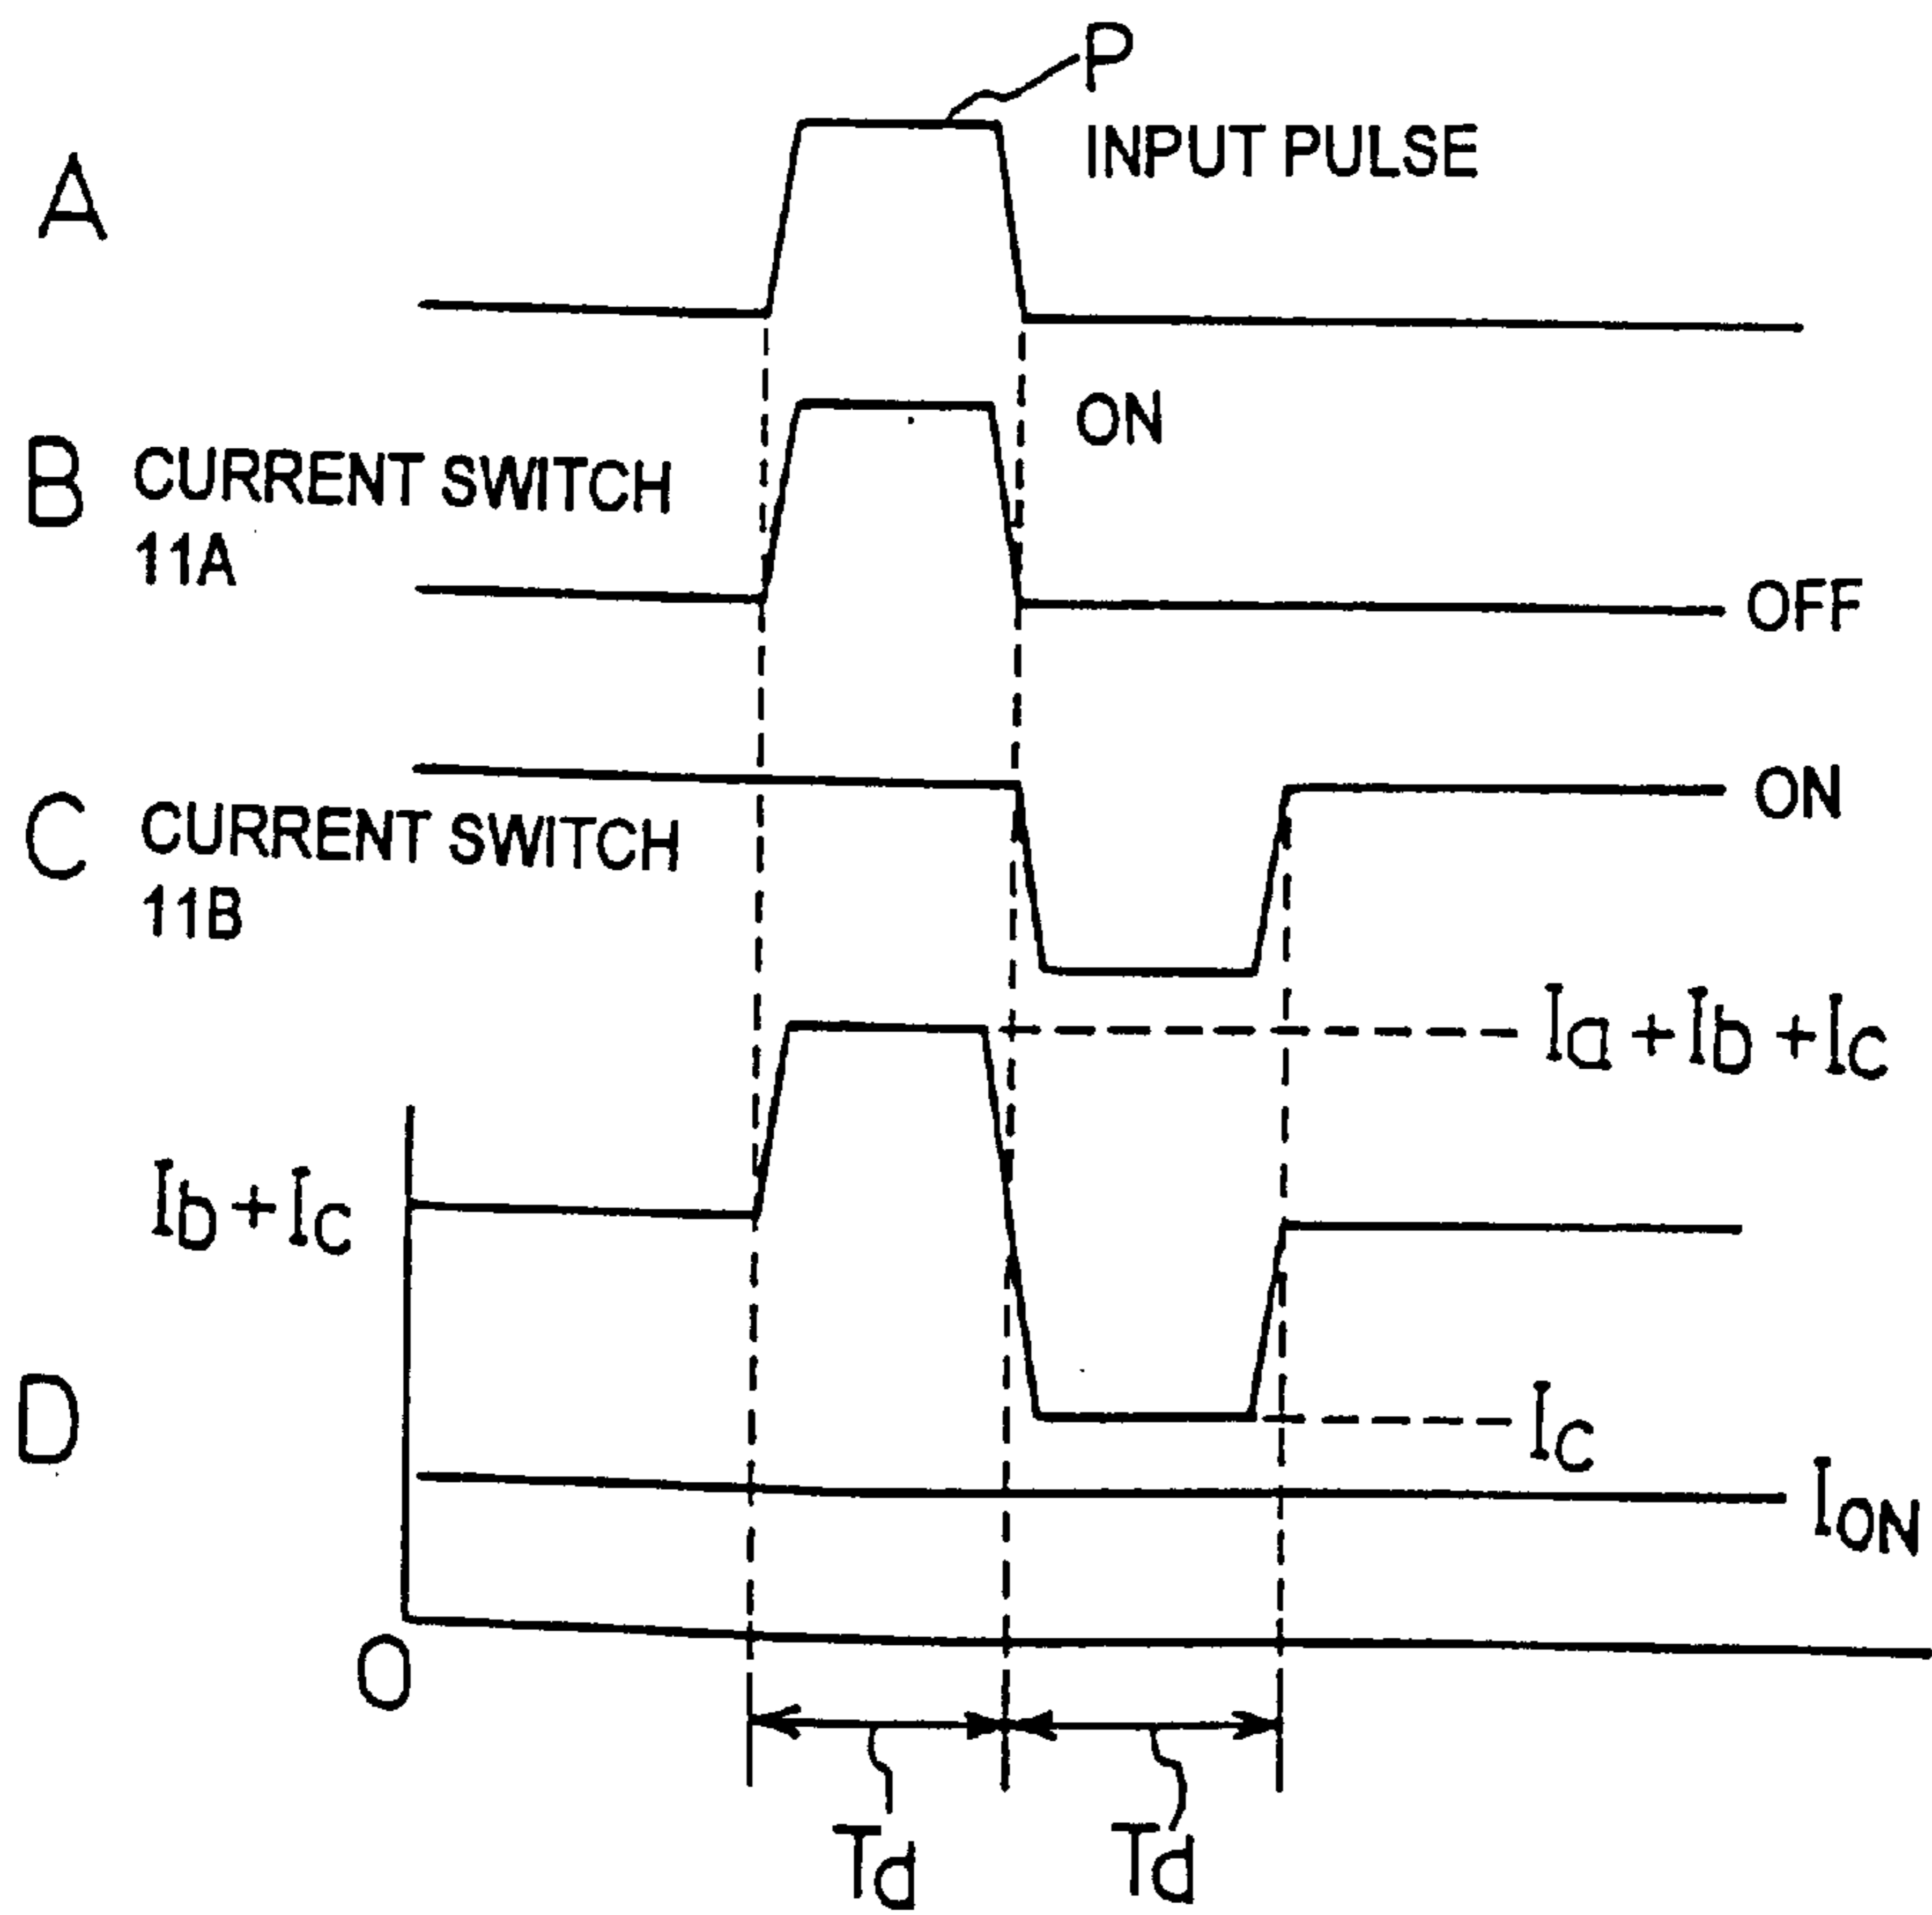 P
INPUT PULSE
A
ON
B CURRENT SWITCH
11A
OFF
ON
C CURRENT SWITCH
11B
Ia+Ib+Ic
Ib+Ic
D
Ic
ION
O
Td Td